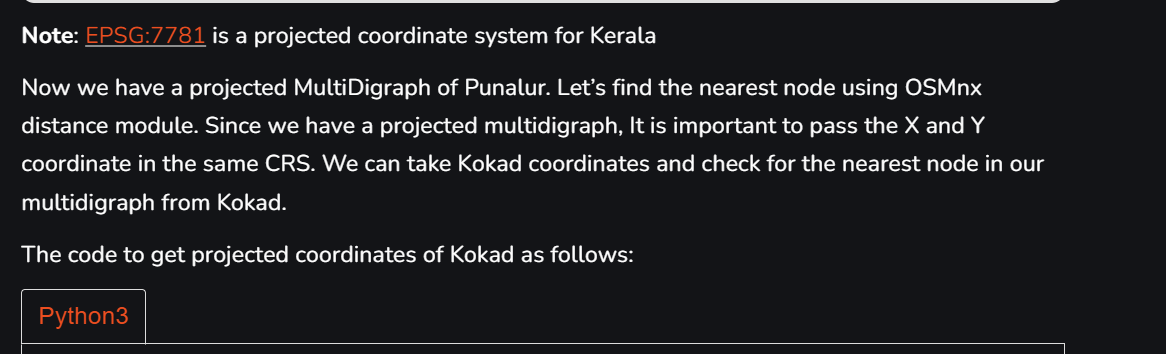 Note: EPSG:7781 is a projected coordinate system for Kerala
Now we have a projected MultiDigraph of Punalur. Let’s find the nearest node using OSMnx
distance module. Since we have a projected multidigraph, It is important to pass the X and Y
coordinate in the same CRS. We can take Kokad coordinates and check for the nearest node in our
multidigraph from Kokad.
The code to get projected coordinates of Kokad as follows:
Python3